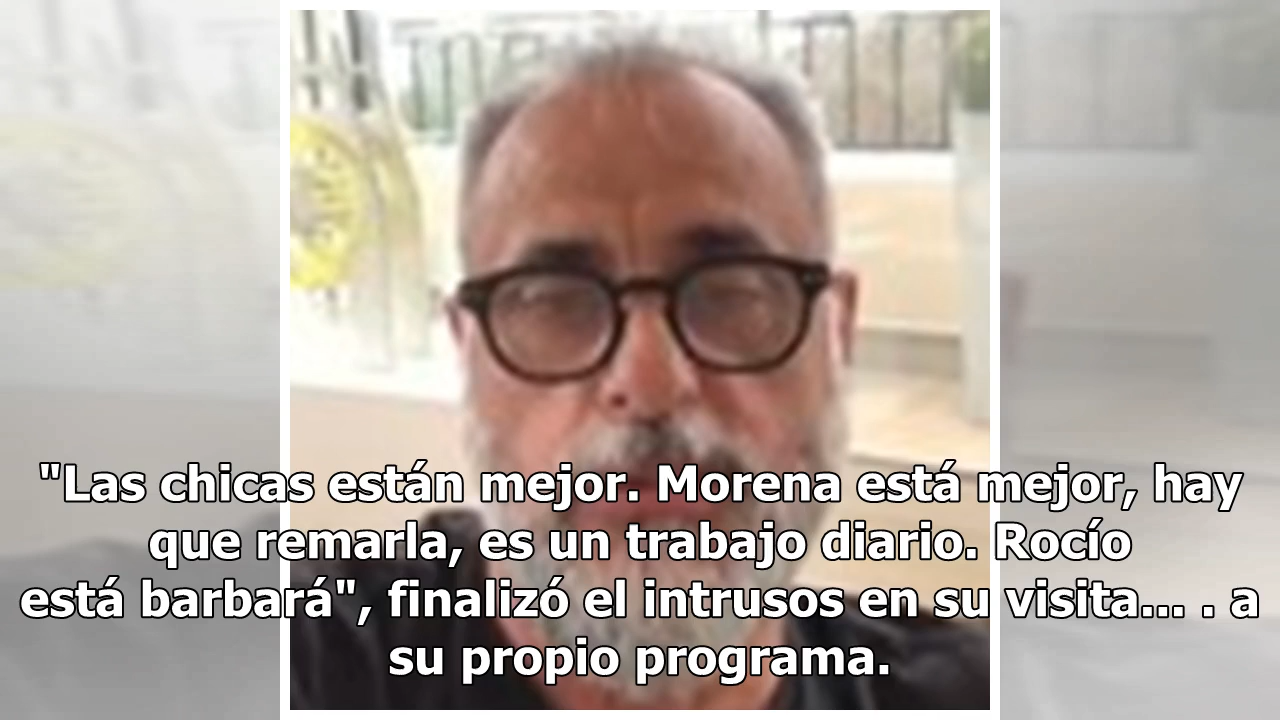 "Las chicas están mejor. Morena está mejor, hay
que remarla, es un trabajo diario. Rocío
está barbará", finalizó el intrusos en su visita... . a
su propio programa.